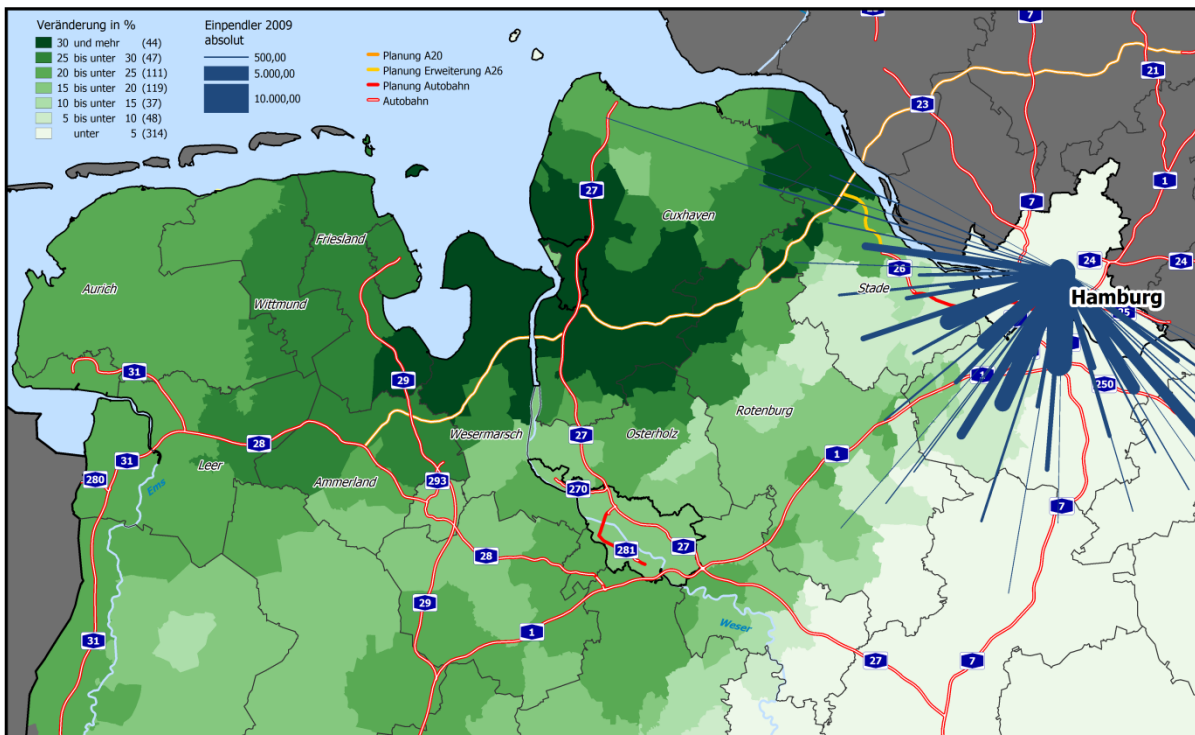 Veränderung in %
30 und mehr (44)
25 bis unter 30 (47)
20 bis unter 25 (111)
15 bis unter 20 (119)
10 bis unter 15 (37)
5 bis unter 10 (48)
unter 5 (314)
Einpendler 2009
absolut
500,00
5.000,00
10.000,00
Planung A20
Planung Erweiterung A26
Planung Autobahn
Autobahn
7
21
23
27
1
7
Cuxhaven
Friesland
24
24
26
Aurich
Wittmund
Stade
Hamburg
25
31
29
1
250
Rotenburg
Wesermarsch
Osterholz
27
28
1
31
Leer
280
Ammerland
293
Ems
270
7
281
27
28
29
Weser
1
31
27
7